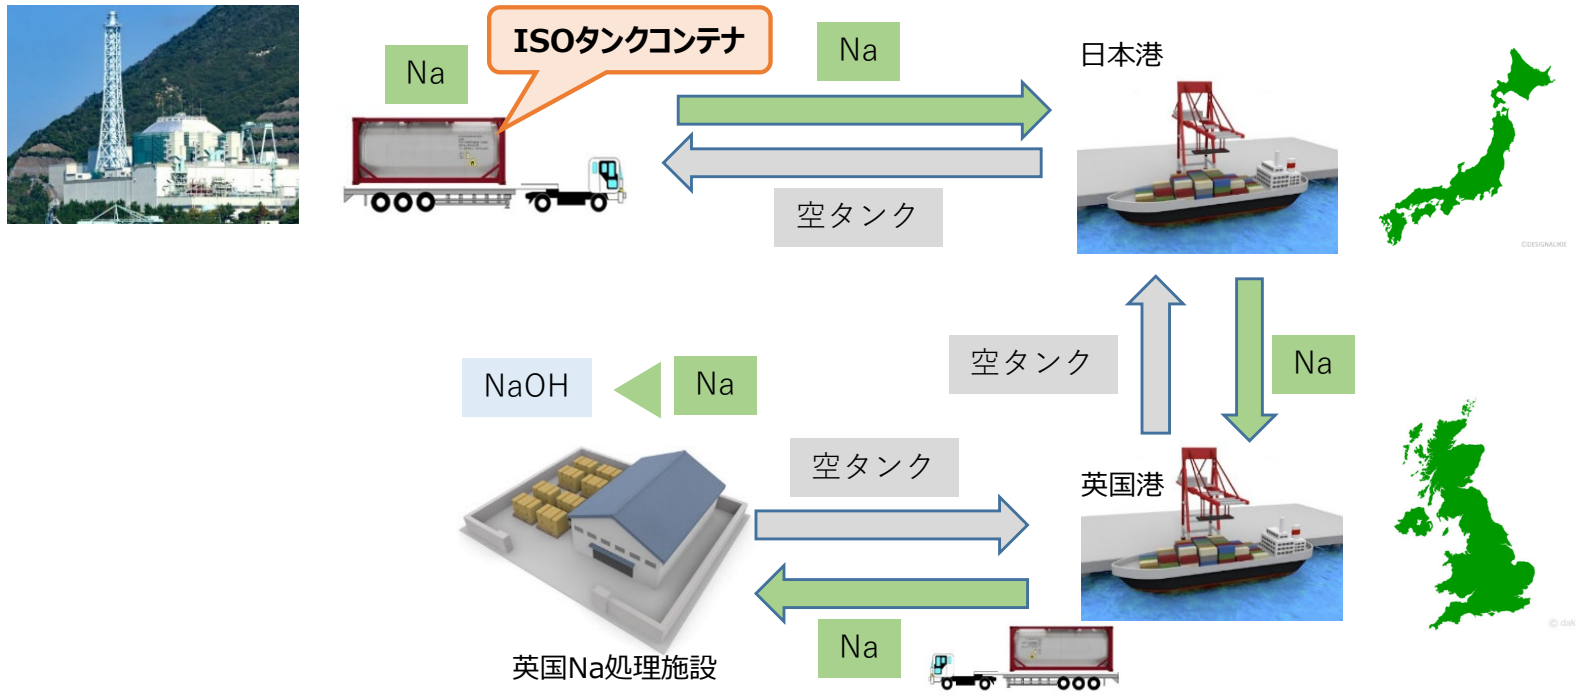 ISOタンクコンテナ
Na
Na
日本港
空タンク
©DESIGNALIKIE
空タンク
Na
NaOH
Na
空タンク
英国港
Na
英国Na処理施設
© dak